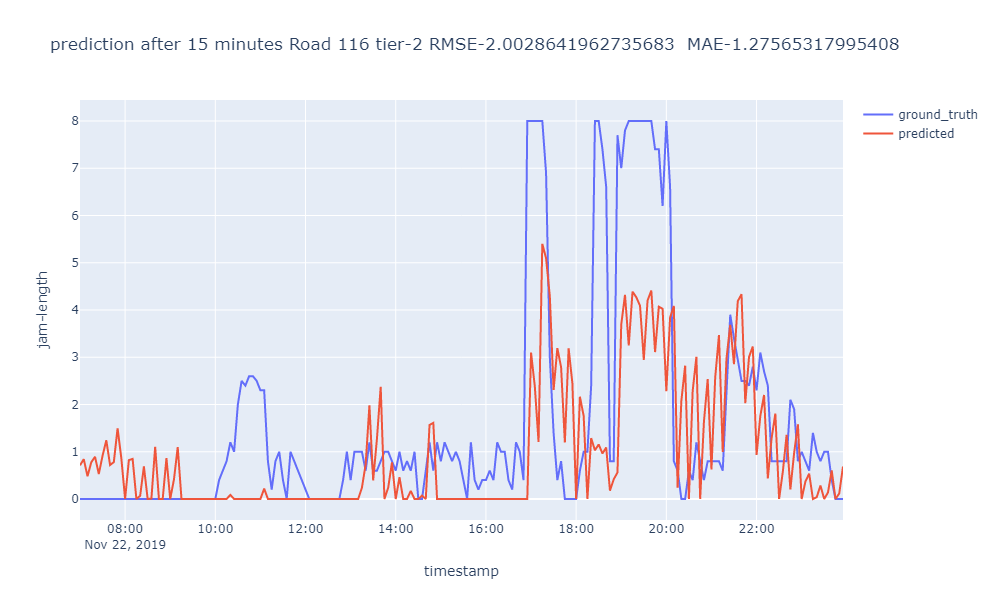 prediction after 15 minutes Road 116 tier-2 RMSE-2.0028641962735683  MAE-1.27565317995408
ground_truth
predicted
jam-length
8
7
6
5
4
3
2
1
0
08:00 10:00 12:00 14:00 16:00 18:00 20:00 22:00
Nov 22, 2019
timestamp